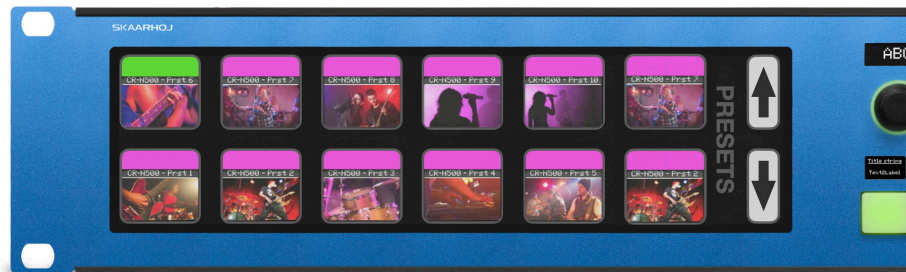 SKAARHOJ
CR-N500 - Prst 6
CR-N500 - Prst 7
CR-N500 - Prst 8
CR-N500 - Prst 9
CR-N500 - Prst 10
CR-N500 - Prst 7
PRESETS
ABC
CR-N500 - Prst 1
CR-N500 - Prst 2
CR-N500 - Prst 3
CR-N500 - Prst 4
CR-N500 - Prst 5
CR-N500 - Prst 2
Title string
Text2Label